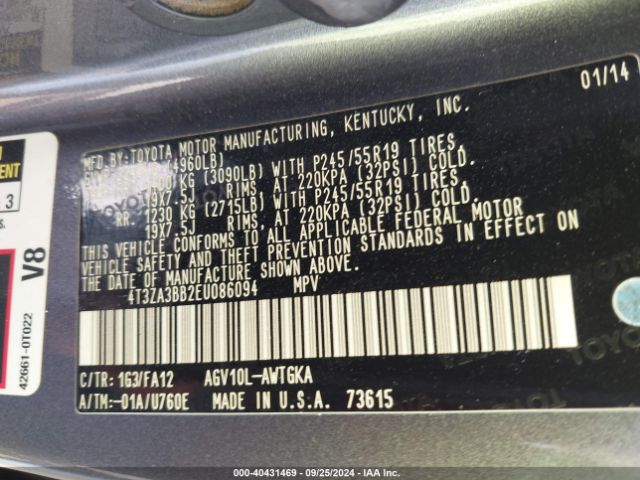 01/14
MFD.BY:TOYOTA MOTOR MANUFACTURING, KENTUCKY, INC.
(4960LB)
KG (3090LB) WITH P245/55R19 TIRES,
19X7.5J RIMS, AT 220KPA (32PSI) COLD.
RR 1230 KG (2715LB) WITH P245/55R19 TIRES,
19X7.5J RIMS, AT 220KPA (32PSI) COLD.
THIS VEHICLE CONFORMS TO ALL APPLICABLE FEDERAL MOTOR
VEHICLE SAFETY AND THEFT PREVENTION STANDARDS IN EFFECT ON
THE DATE OF MANUFACTURE SHOWN ABOVE.
4T3ZA3BB2EU086094 MPV
C/TR: 1G3/FA12 AGV10L-AWTGKA
A/TM:-01A/U760E MADE IN U.S.A. 73615
3
V8
42661-0T022
TOYOTA
000-40431469 - 09/25/2024 - IAA Inc.